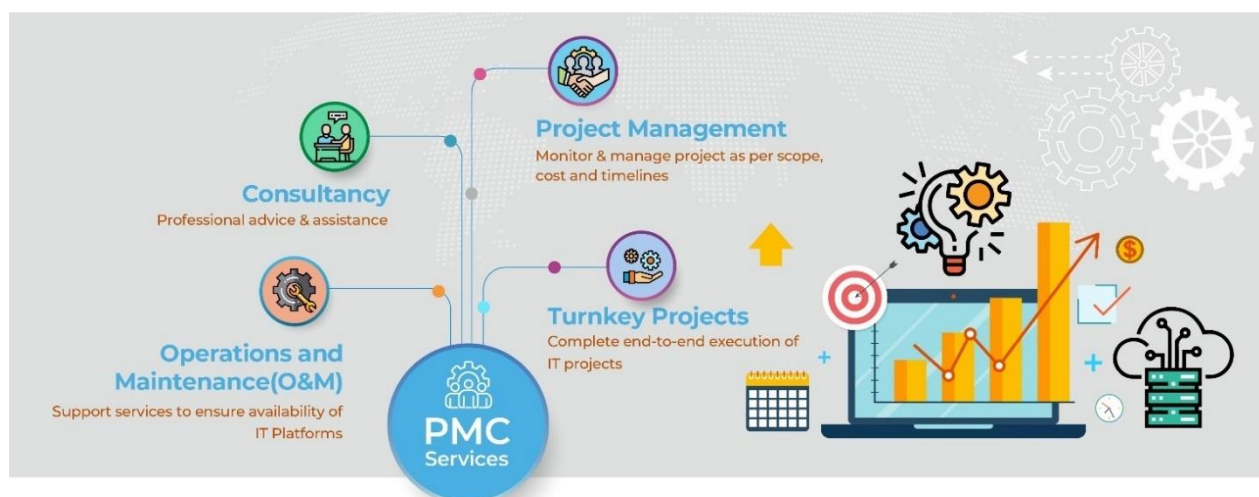 Project Management
Monitor & manage project as per scope,
cost and timelines
Consultancy
Professional advice & assistance
Turnkey Projects
Complete end-to-end execution of
IT projects
Operations and
Maintenance(O&M)
Support services to ensure availability of
IT Platforms
PMC
Services
$